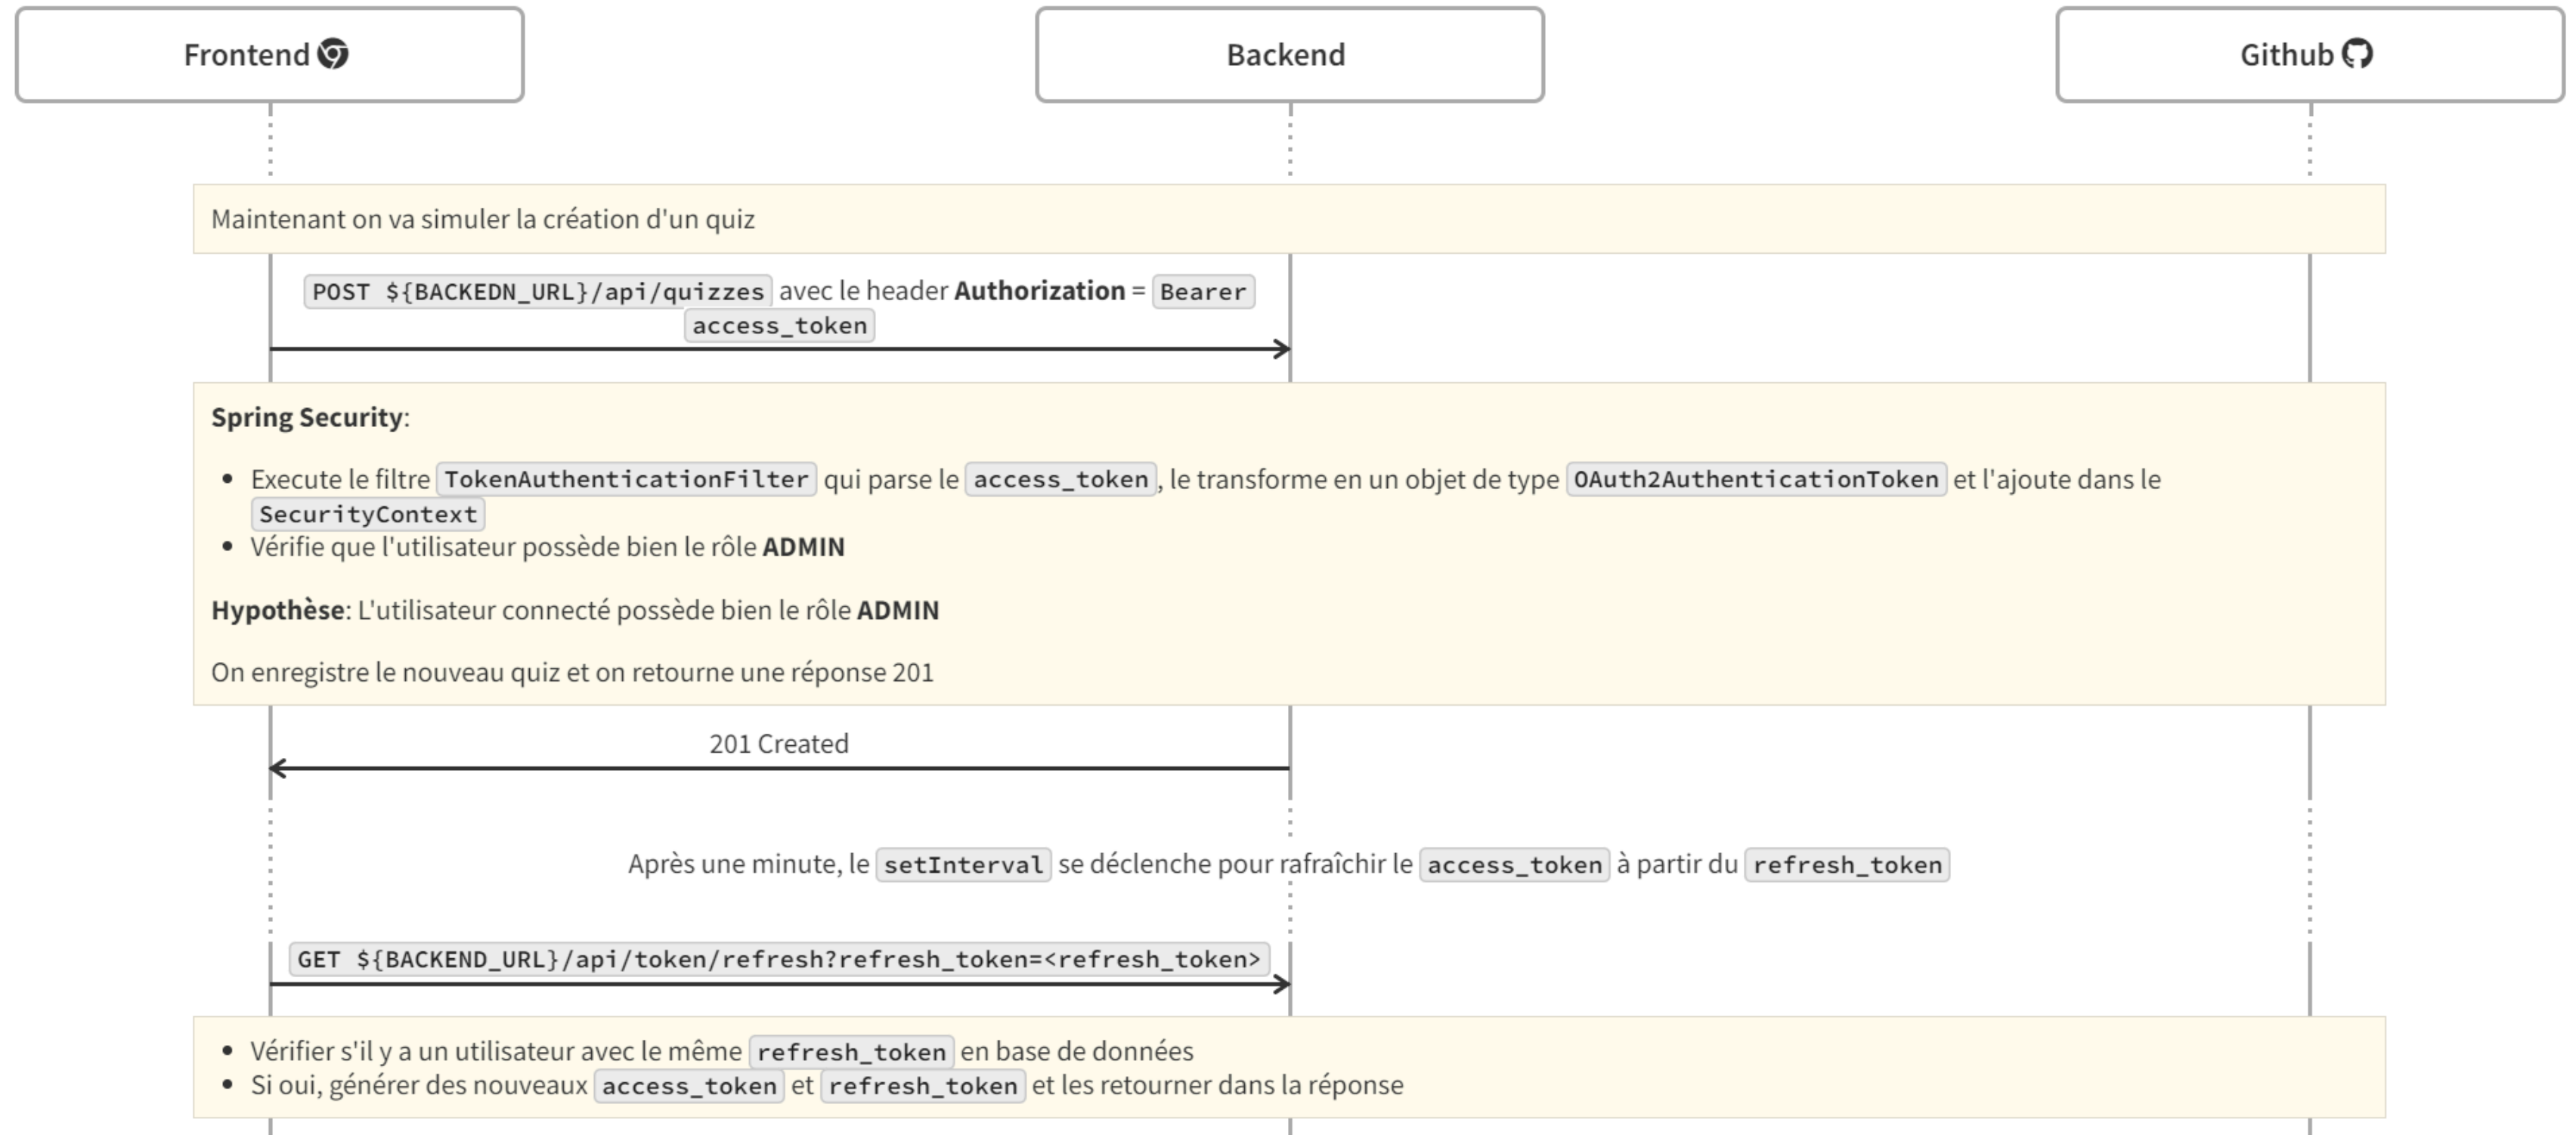 Frontend
Backend
Github
Maintenant on va simuler la création d'un quiz
POST ${BACKEDN_URL}/api/quizzes avec le header Authorization = Bearer
access_token
Spring Security:
• Execute le filtre TokenAuthenticationFilter qui parse le access_token, le transforme en un objet de type OAuth2AuthenticationToken et l'ajoute dans le
SecurityContext
• Vérifie que l'utilisateur possède bien le rôle ADMIN
Hypothèse: L'utilisateur connecté possède bien le rôle ADMIN
On enregistre le nouveau quiz et on retourne une réponse 201
201 Created
Après une minute, le setInterval se déclenche pour rafraîchir le access_token à partir du refresh_token
GET ${BACKEND_URL}/api/token/refresh?refresh_token=<refresh_token>
• Vérifier s'il y a un utilisateur avec le même refresh_token en base de données
• Si oui, générer des nouveaux access_token et refresh_token et les retourner dans la réponse